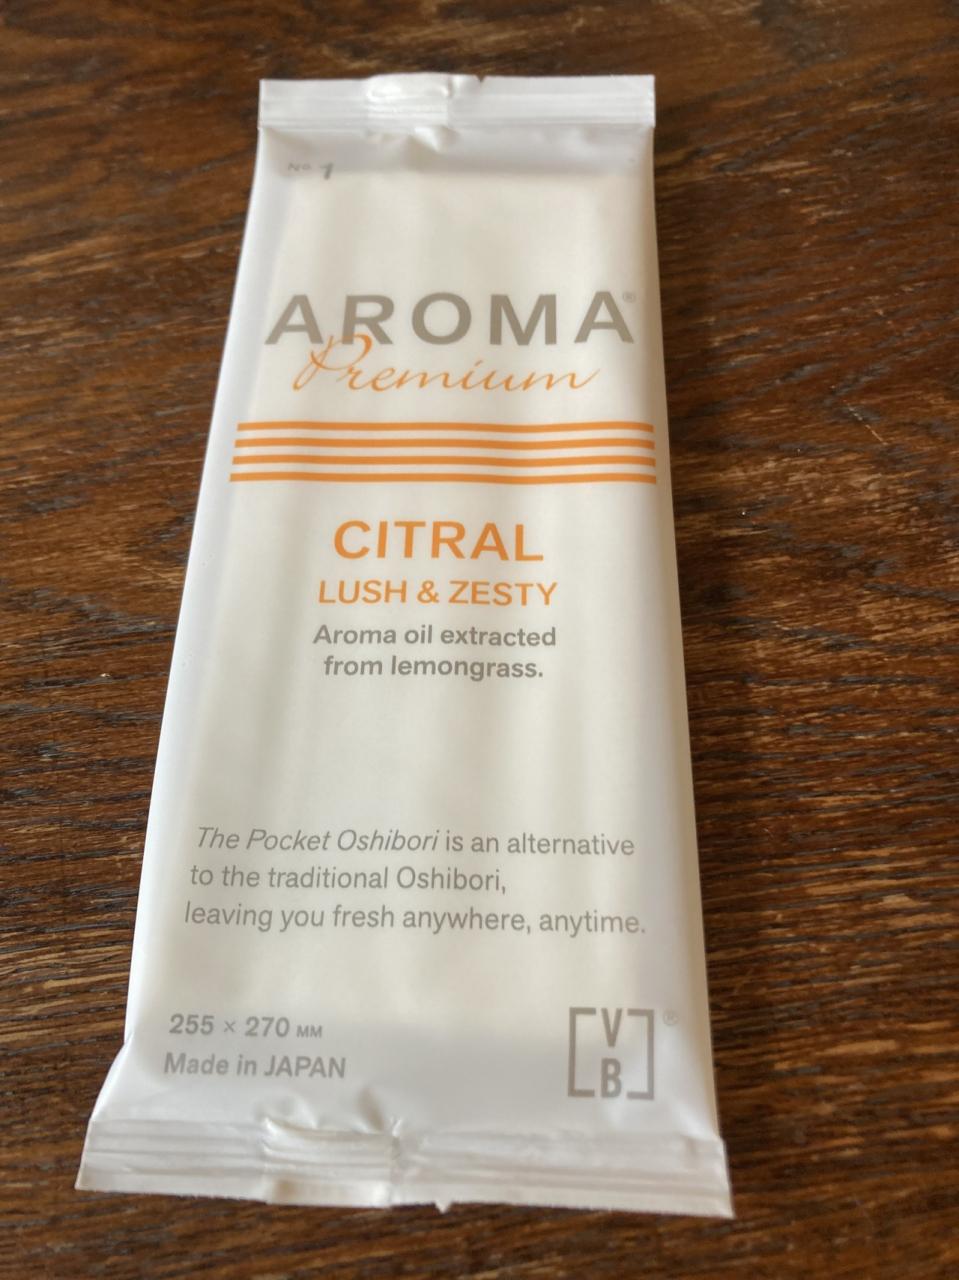 No. 1
AROMA®
Premium
CITRAL
LUSH & ZESTY
Aroma oil extracted
from lemongrass.
The Pocket Oshibori is an alternative
to the traditional Oshibori,
leaving you fresh anywhere, anytime.
255 × 270 MM
Made in JAPAN
VB®